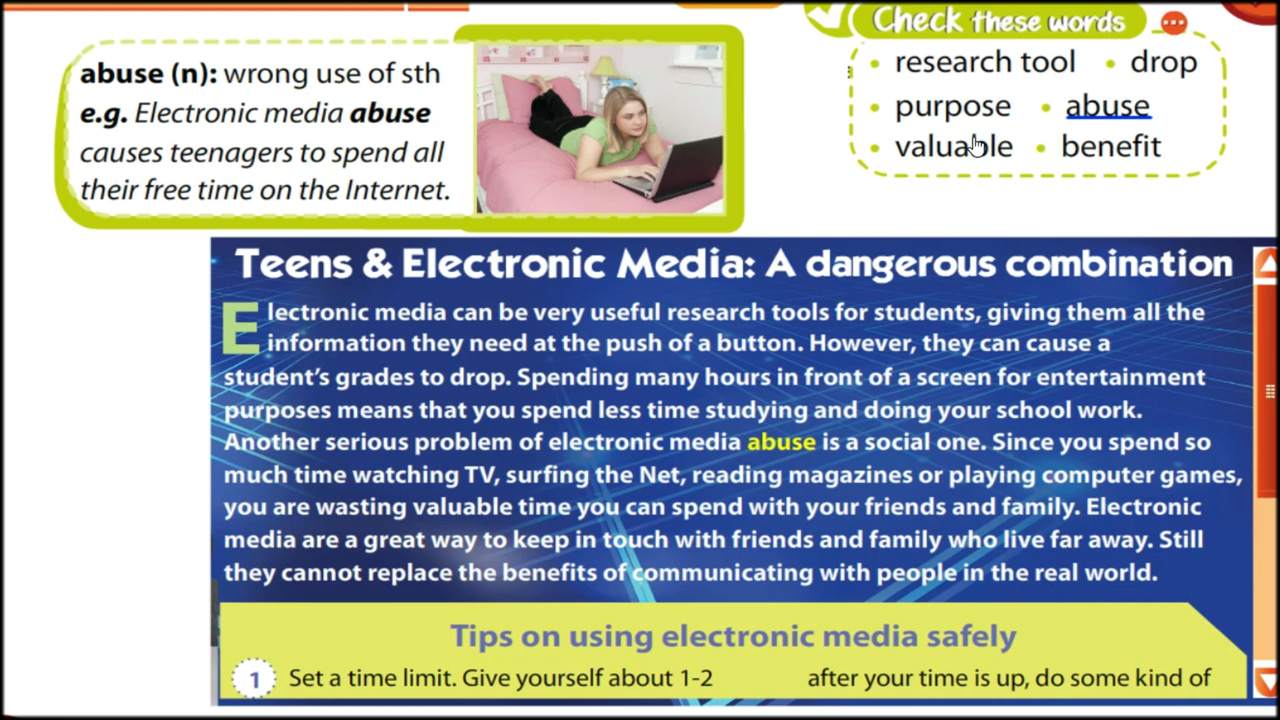 Check these words
research tool • drop
• purpose • abuse
• valuable • benefit
abuse (n): wrong use of sth
e.g. Electronic media abuse
causes teenagers to spend all
their free time on the Internet.
Teens & Electronic Media: A dangerous combination
Electronic media can be very useful research tools for students, giving them all the
information they need at the push of a button. However, they can cause a
student's grades to drop. Spending many hours in front of a screen for entertainment
purposes means that you spend less time studying and doing your school work.
Another serious problem of electronic media abuse is a social one. Since you spend so
much time watching TV, surfing the Net, reading magazines or playing computer games,
you are wasting valuable time you can spend with your friends and family. Electronic
media are a great way to keep in touch with friends and family who live far away. Still
they cannot replace the benefits of communicating with people in the real world.
Tips on using electronic media safely
1 Set a time limit. Give yourself about 1-2 after your time is up, do some kind of